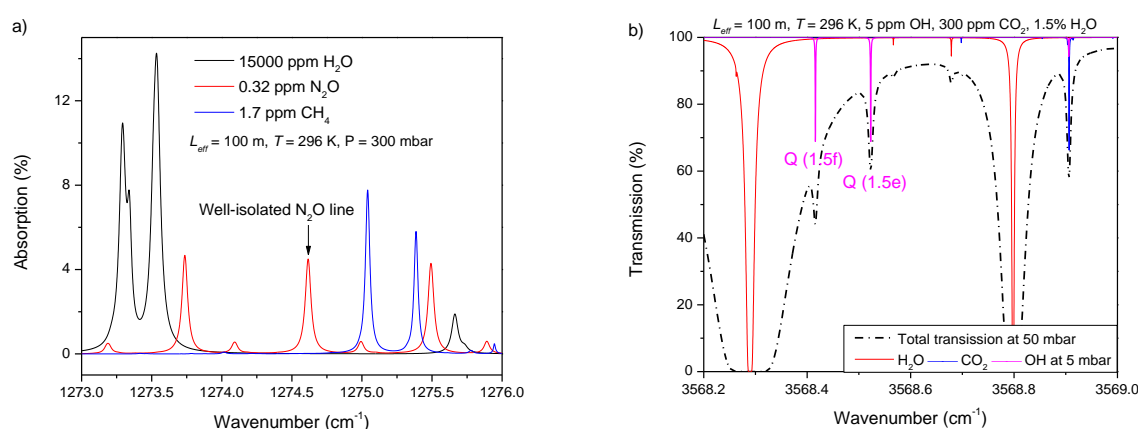 a)
15000 ppm H₂O
0.32 ppm N₂O
1.7 ppm CH₄
L_eff = 100 m, T = 296 K, P = 300 mbar
Well-isolated N₂O line
Absorption (%)
12
8
4
0
1273.0 1273.5 1274.0 1274.5 1275.0 1275.5 1276.0
Wavenumber (cm⁻¹)
b)
L_eff = 100 m, T = 296 K, 5 ppm OH, 300 ppm CO₂, 1.5% H₂O
Transmission (%)
100
80
60
40
20
0
Q (1.5f)
Q (1.5e)
Total transission at 50 mbar
H₂O CO₂ OH at 5 mbar
3568.2 3568.4 3568.6 3568.8 3569.0
Wavenumber (cm⁻¹)